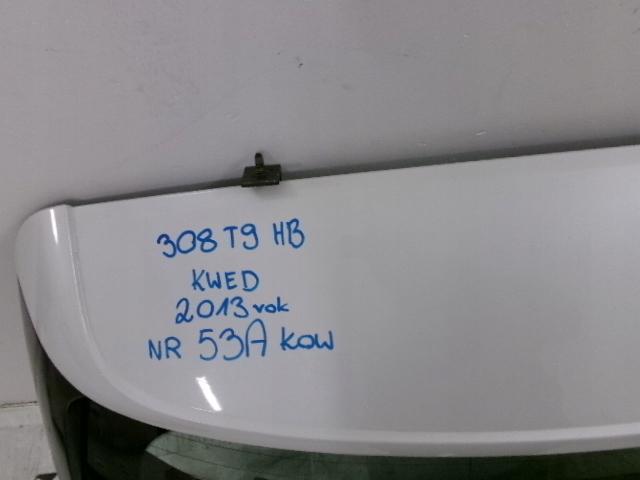 308 T9 HB
KWED
2013 rok
NR 53A KOW